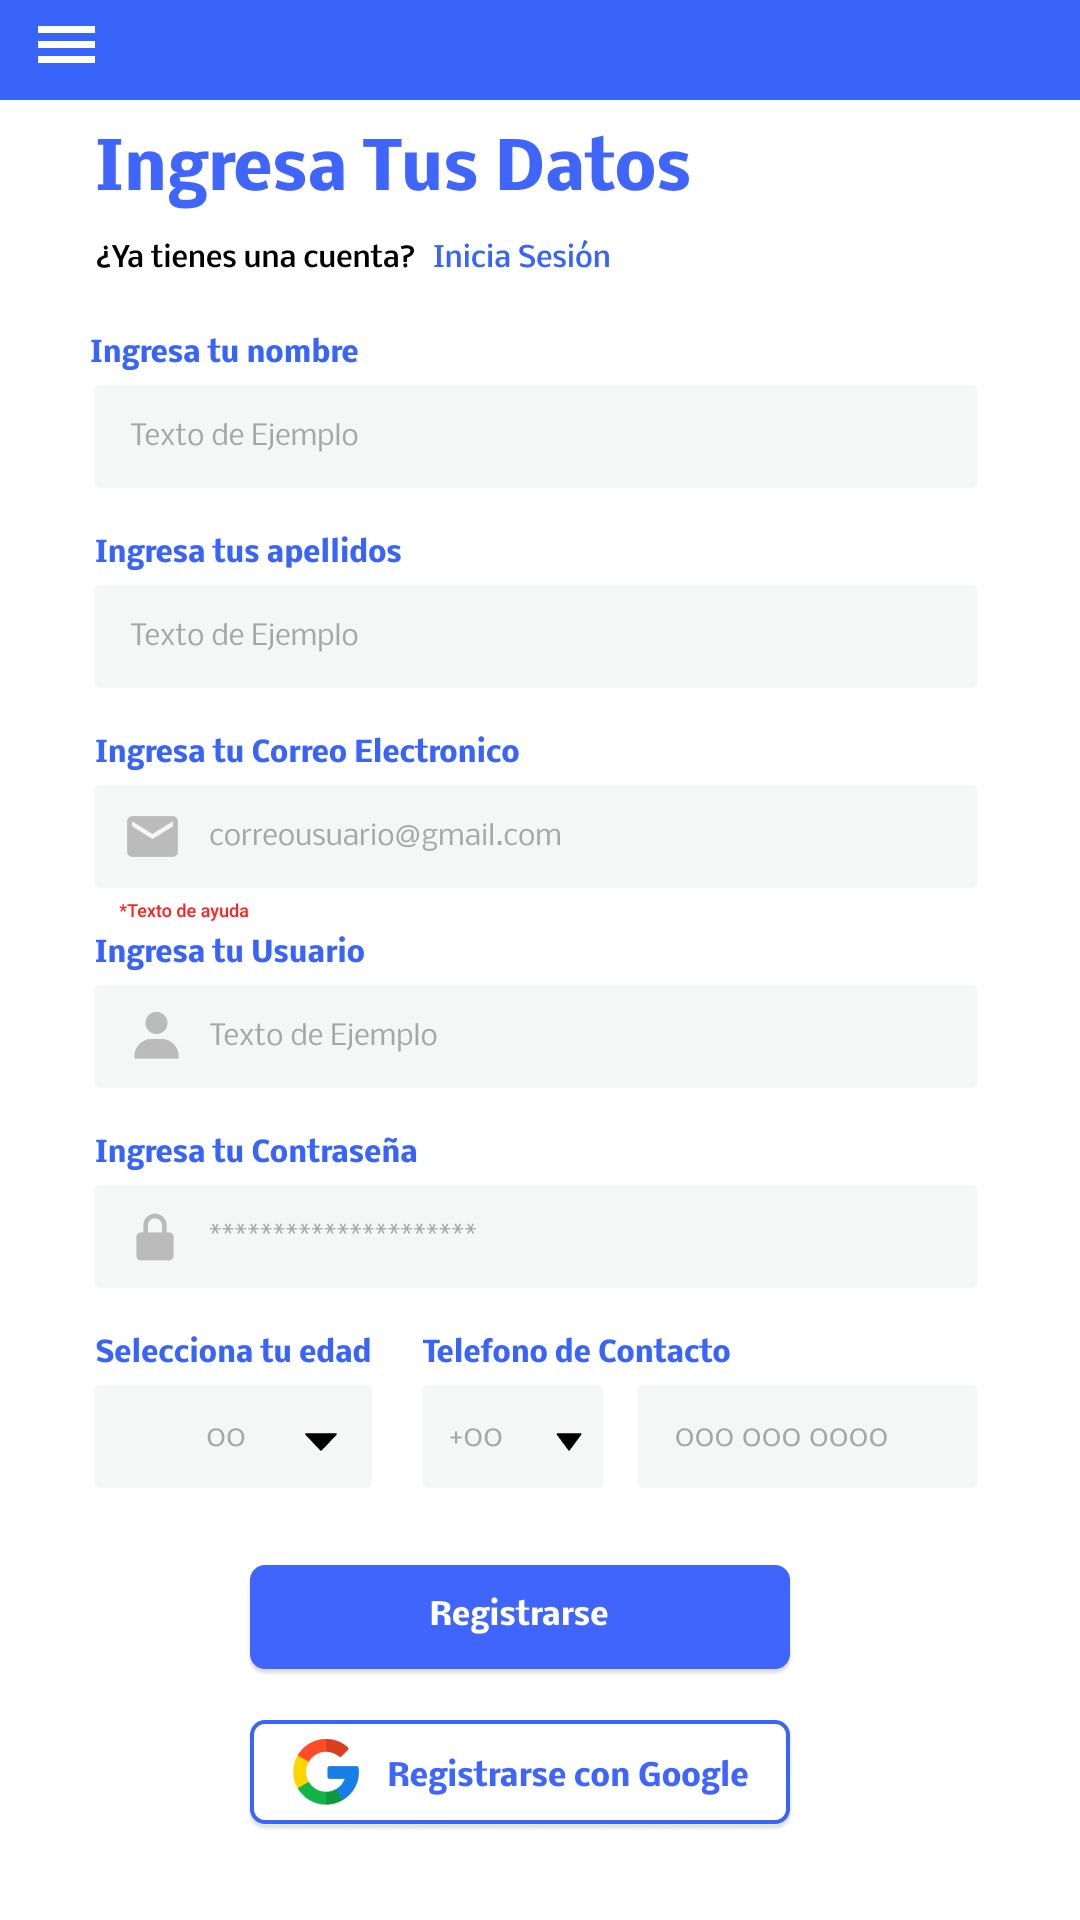 Ingresa Tus Datos
¿Ya tienes una cuenta? Inicia Sesión
Ingresa tu nombre
Texto de Ejemplo
Ingresa tus apellidos
Texto de Ejemplo
Ingresa tu Correo Electronico
correousuario@gmail.com
*Texto de ayuda
Ingresa tu Usuario
Texto de Ejemplo
Ingresa tu Contraseña
*********************
Selecciona tu edad Telefono de Contacto
00 +00 000 000 0000
Registrarse
Registrarse con Google